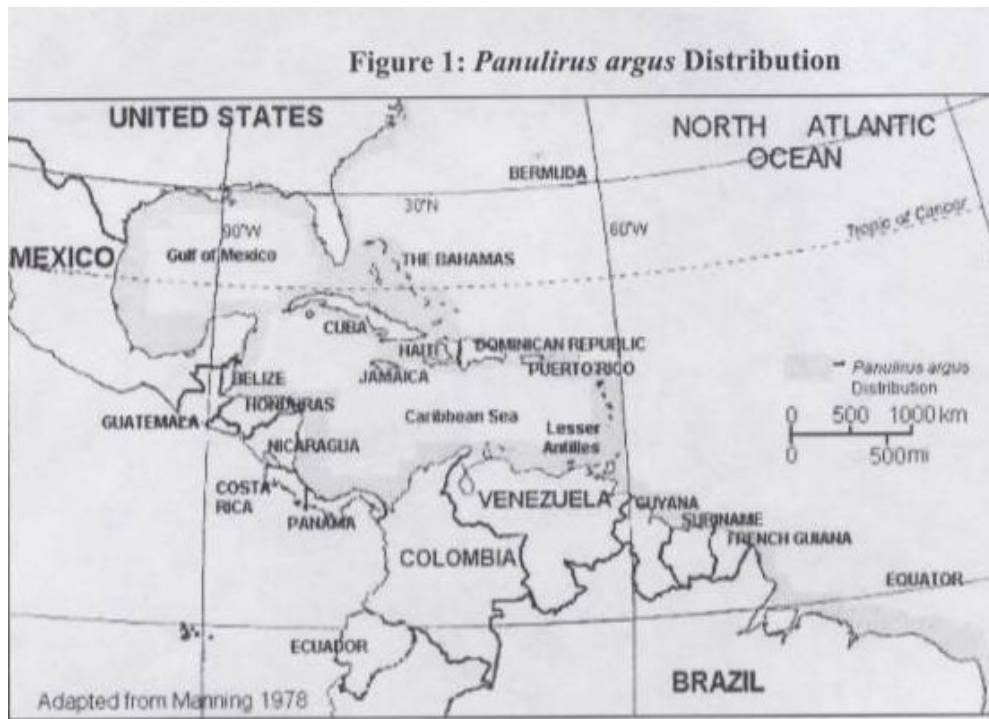 Figure 1: Panulirus argus Distribution
UNITED STATES
NORTH ATLANTIC
OCEAN
BERMUDA
30°N
90°W
60°W
Tropic of Cancer
MEXICO
Gulf of Mexico
THE BAHAMAS
CUBA
HAITI
DOMINICAN REPUBLIC
JAMAICA
PUERTO RICO
BELIZE
Panulirus argus
Distribution
HONDURAS
GUATEMALA
Caribbean Sea
0 500 1000 km
Lesser
Antilles
NICARAGUA
0 500 mi
COSTA
RICA
PANAMA
VENEZUELA
GUYANA
SURINAME
FRENCH GUIANA
COLOMBIA
EQUATOR
ECUADOR
BRAZIL
Adapted from Manning 1978